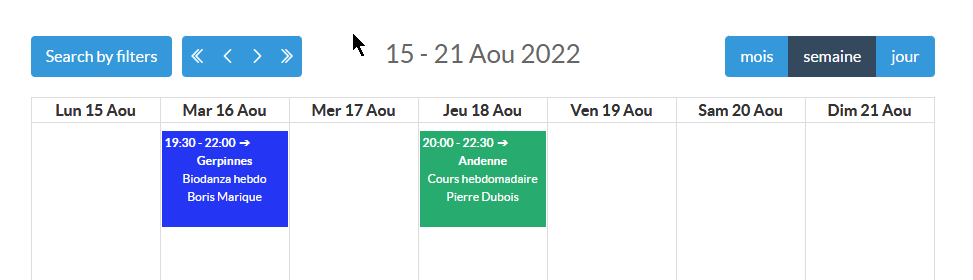 Search by filters
15 - 21 Aou 2022
mois semaine jour
Lun 15 Aou Mar 16 Aou Mer 17 Aou Jeu 18 Aou Ven 19 Aou Sam 20 Aou Dim 21 Aou
19:30 - 22:00 ➔
Gerpinnes
Biodanza hebdo
Boris Marique
20:00 - 22:30 ➔
Andenne
Cours hebdomadaire
Pierre Dubois